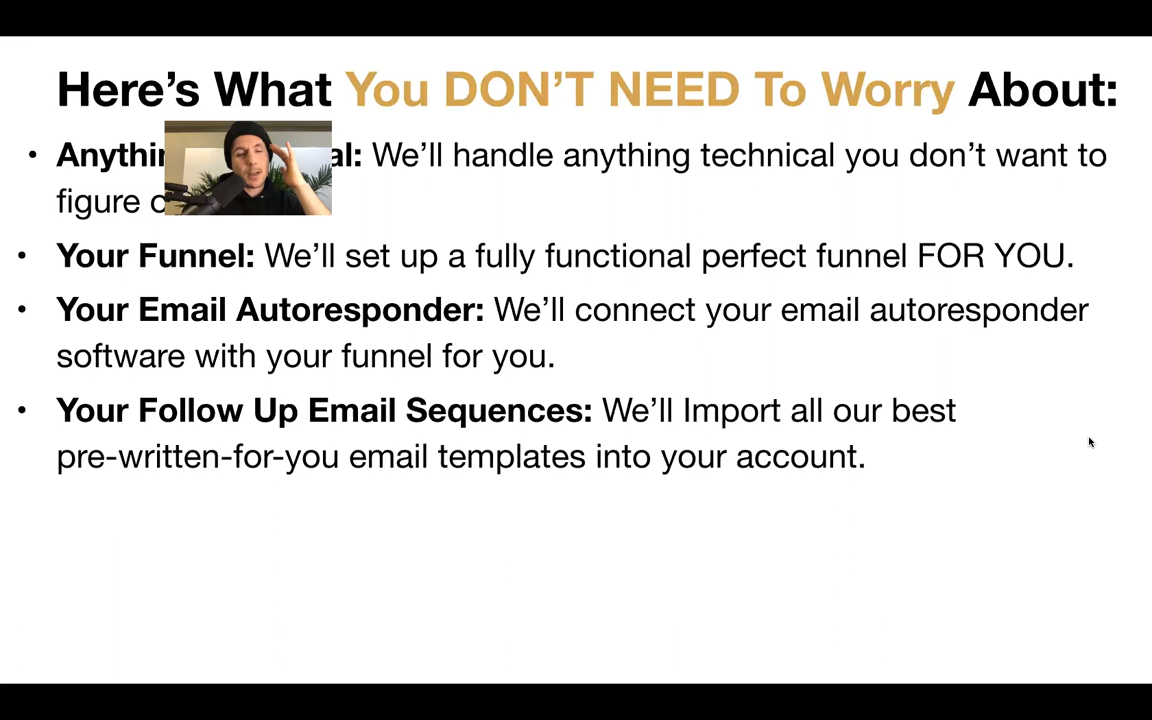 Here’s What You DON’T NEED To Worry About:
• al: We’ll handle anything technical you don’t want to
figure
• Your Funnel: We’ll set up a fully functional perfect funnel FOR YOU.
• Your Email Autoresponder: We’ll connect your email autoresponder
software with your funnel for you.
• Your Follow Up Email Sequences: We’ll Import all our best
pre-written-for-you email templates into your account.